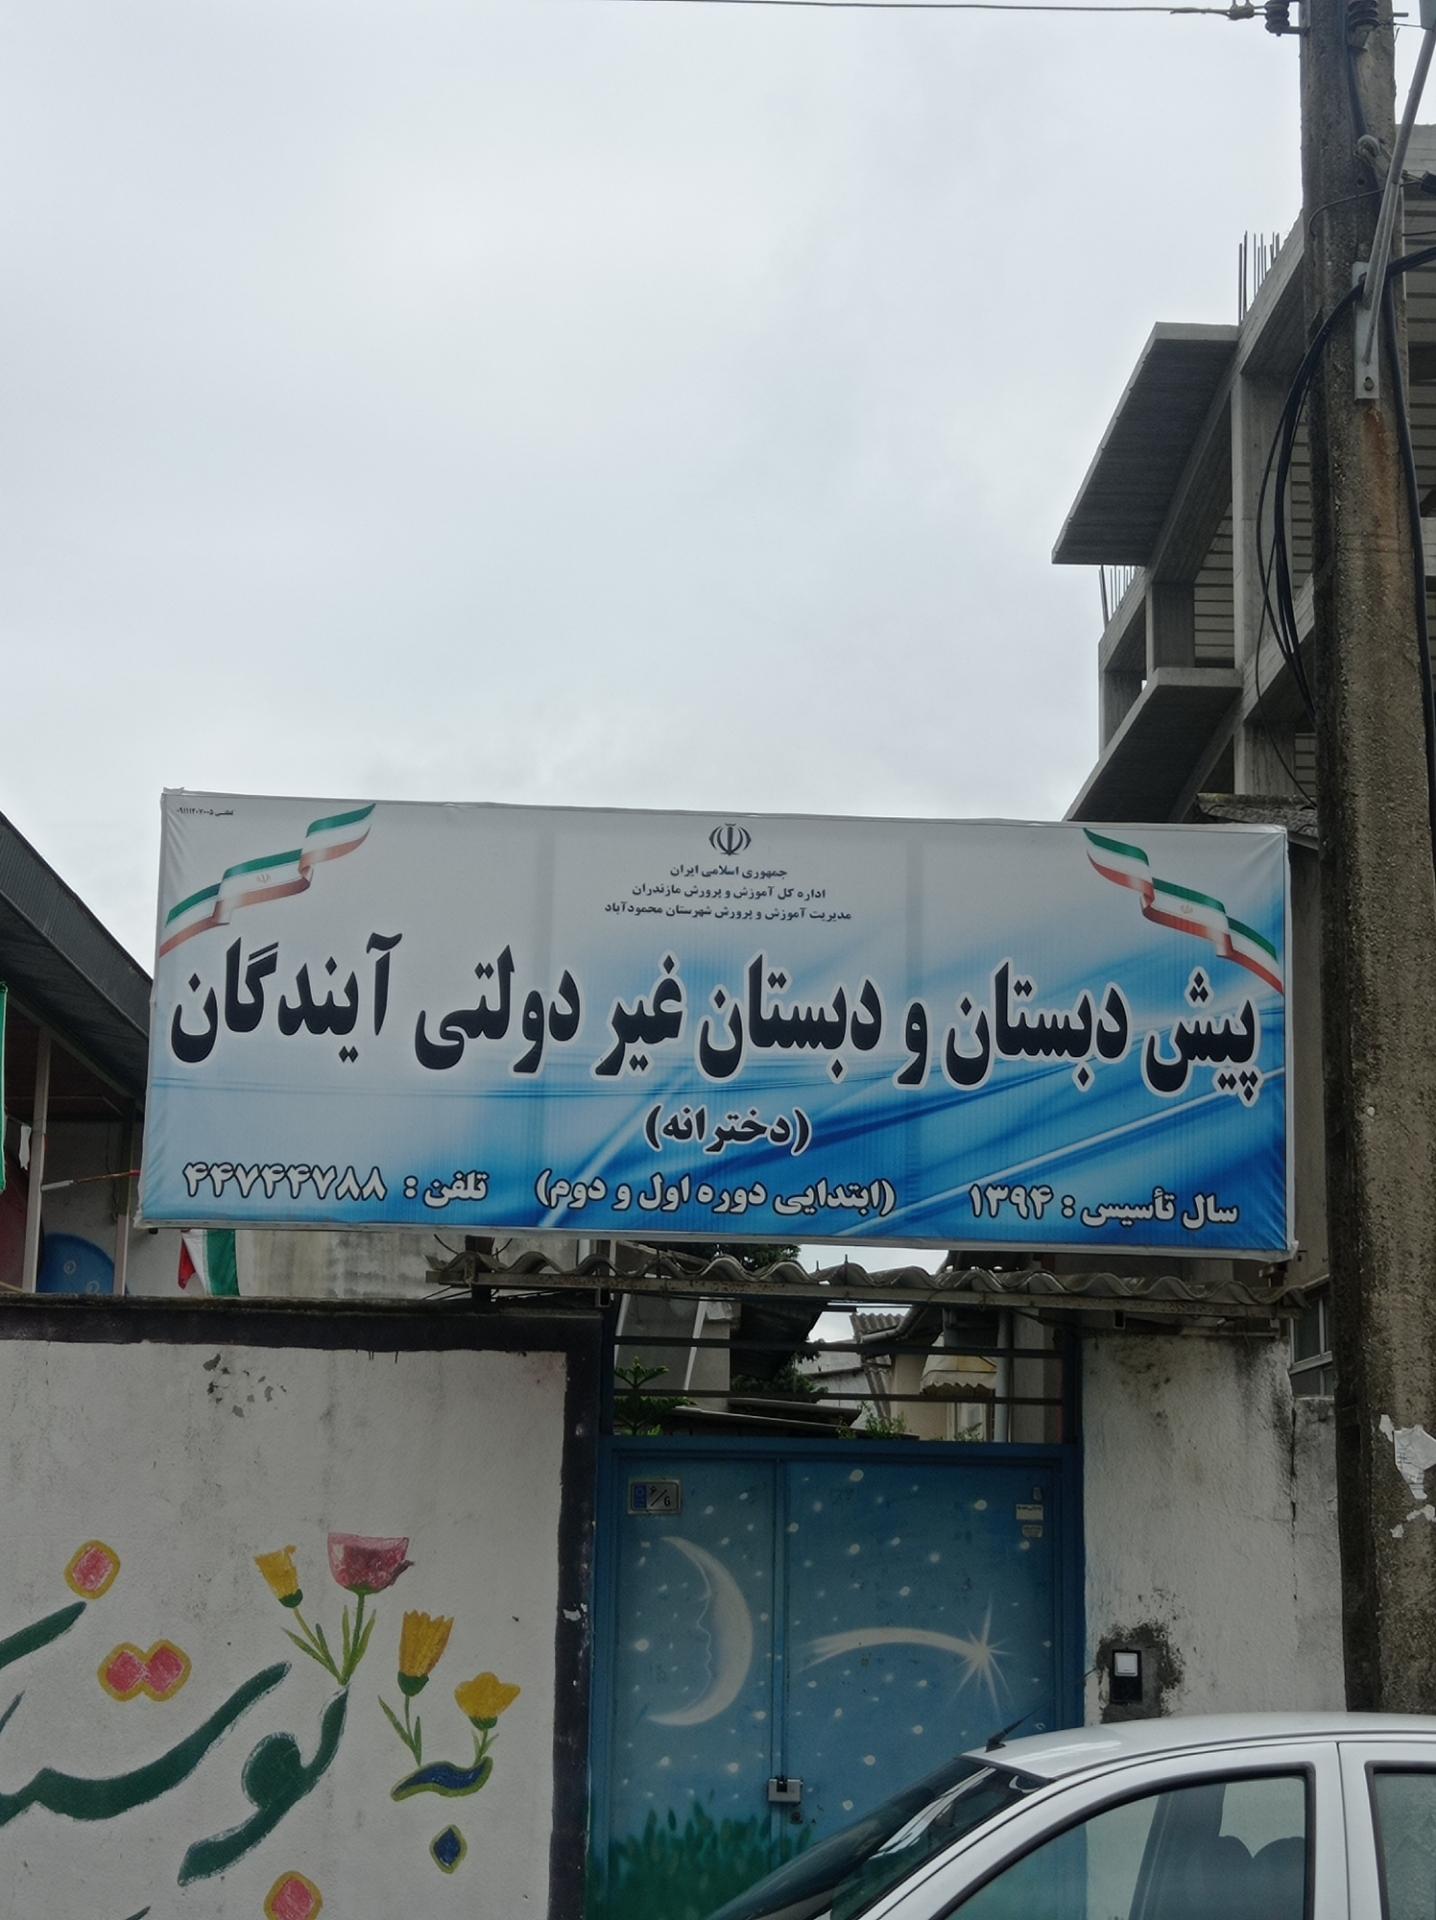 جمهوری اسلامی ایران
اداره کل آموزش و پرورش مازندران
مدیریت آموزش و پرورش شهرستان محمودآباد
پیش دبستان و دبستان غیر دولتی آیندگان
(دخترانه)
سال تأسیس : ۱۳۹۴
(ابتدایی دوره اول و دوم)
تلفن : ۴۴۷۴۴۷۸۸
به